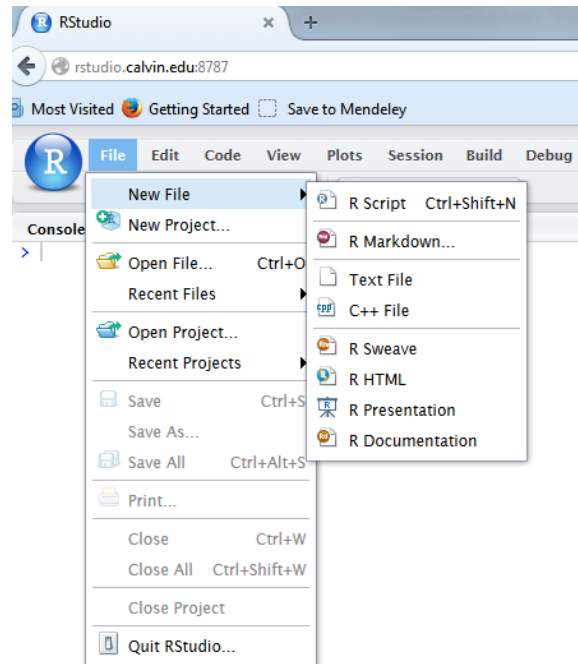 RStudio
rstudio.calvin.edu:8787
Most Visited Getting Started Save to Mendeley
R File Edit Code View Plots Session Build Debug
Console
>
New File
New Project...
Open File... Ctrl+O
Recent Files
Open Project...
Recent Projects
Save Ctrl+S
Save As...
Save All Ctrl+Alt+S
Print...
Close Ctrl+W
Close All Ctrl+Shift+W
Close Project
Quit RStudio...
R Script Ctrl+Shift+N
R Markdown...
Text File
C++ File
R Sweave
R HTML
R Presentation
R Documentation